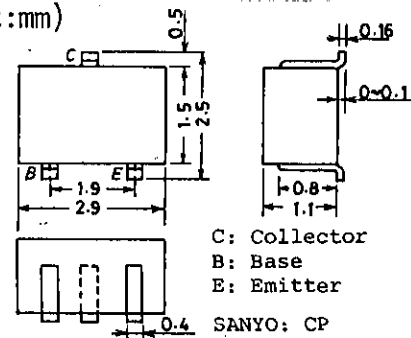 :mm)
C
0.5
0.16
1.5
2.5
0~0.1
B
E
1.9
2.9
0.8
1.1
C: Collector
B: Base
E: Emitter
0.4
SANYO: CP